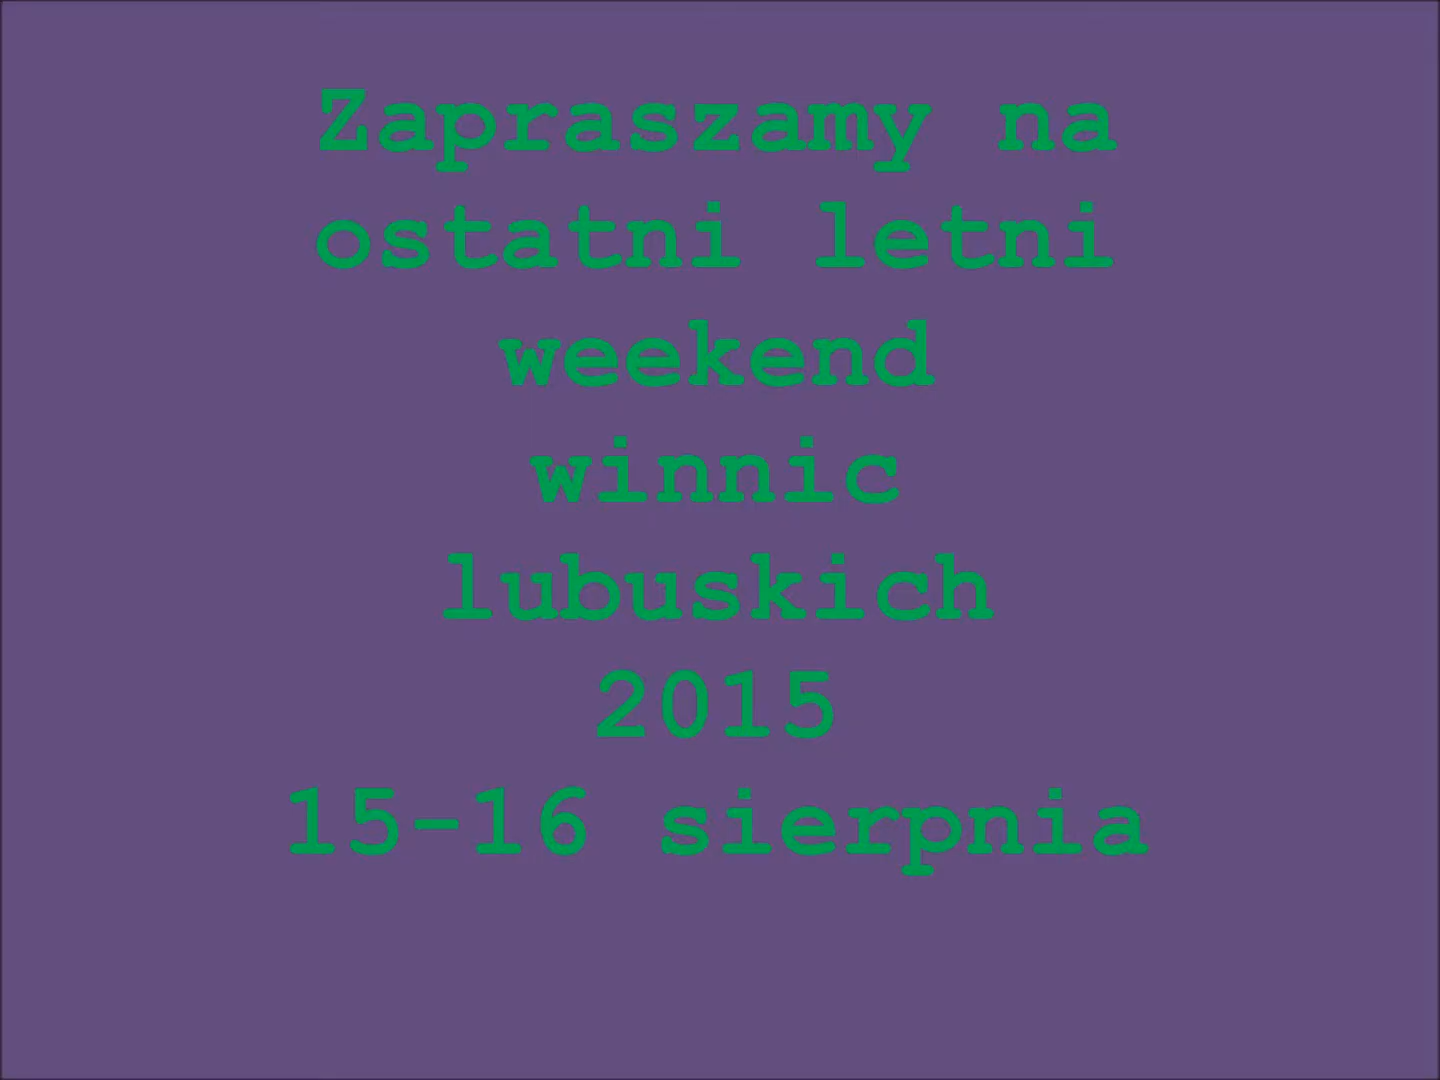 Zapraszamy na
ostatni letni
weekend
winnic
lubuskich
2015
15-16 sierpnia